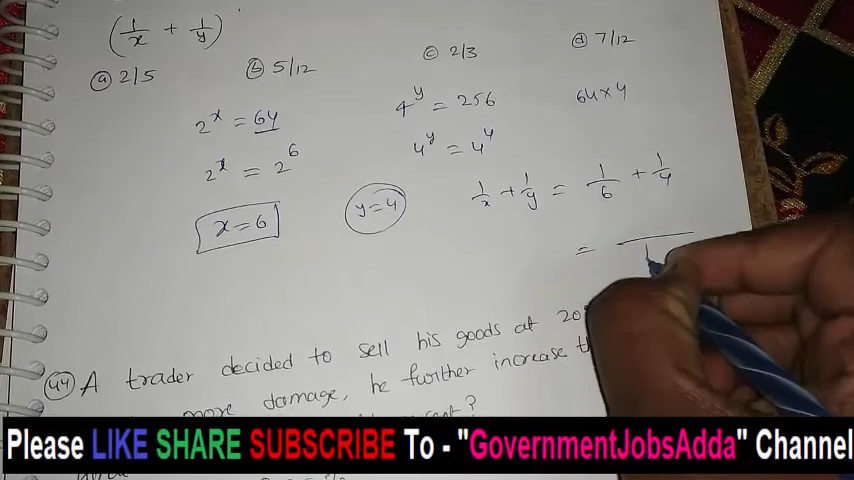 (1/x + 1/y)
(a) 2/5 (b) 5/12 (c) 2/3 (d) 7/12
2^x = 64 4^y = 256 64×4
2^x = 2^6 4^y = 4^4
x = 6 y = 4 1/x + 1/y = 1/6 + 1/4
=
(44) A trader decided to sell his goods at 20
more damage, he further increase
Please LIKE SHARE SUBSCRIBE To - "GovernmentJobsAdda" Channel